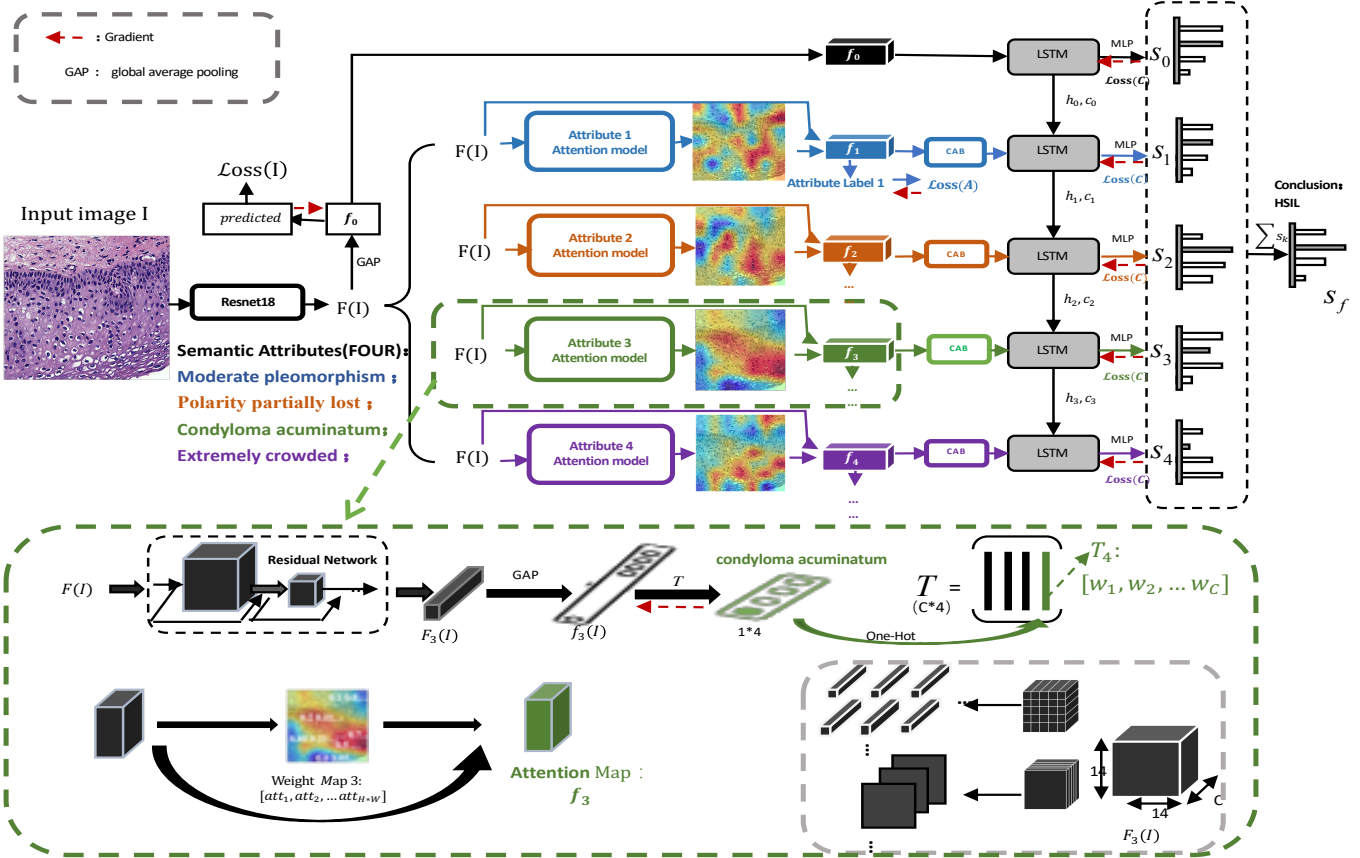 : Gradient
GAP : global average pooling
Input image I
ℒoss(I)
predicted
f₀
GAP
Resnet18
F(I)
Semantic Attributes(FOUR):
Moderate pleomorphism ;
Polarity partially lost ;
Condyloma acuminatum;
Extremely crowded ;
f₀
LSTM
MLP
ℒoss(C)
S₀
h₀, c₀
F(I)
Attribute 1
Attention model
f₁
Attribute Label 1
ℒoss(A)
CAB
LSTM
MLP
ℒoss(C)
S₁
h₁, c₁
F(I)
Attribute 2
Attention model
f₂
...
CAB
LSTM
MLP
ℒoss(C)
S₂
h₂, c₂
F(I)
Attribute 3
Attention model
f₃
...
...
CAB
LSTM
MLP
ℒoss(C)
S₃
h₃, c₃
F(I)
Attribute 4
Attention model
f₄
...
CAB
LSTM
MLP
ℒoss(C)
S₄
∑ sₖ
Conclusion:
HSIL
S_f
F(I)
Residual Network
...
F₃(I)
GAP
f₃(I)
T
condyloma acuminatum
1*4
One-Hot
T =
(C*4)
T₄:
[w₁, w₂, … w_C]
Weight Map 3:
[att₁, att₂, … att_{H*W}]
Attention Map :
f₃
...
14
14
C
F₃(I)